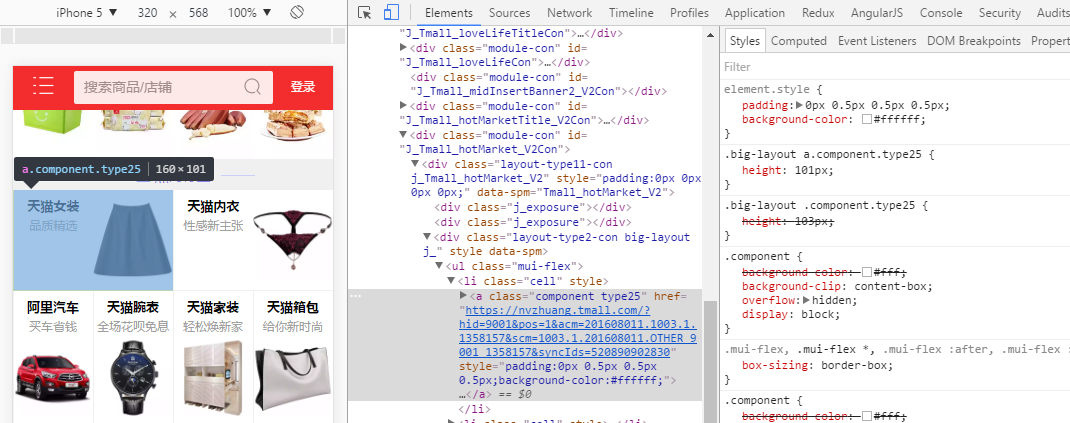 iPhone 5 ▼ 320 × 568 100% ▼
搜索商品/店铺
登录
a.component.type25 | 160×101
天猫女装
品质精选
天猫内衣
性感新主张
阿里汽车
买车省钱
天猫腕表
全场花呗免息
天猫家装
轻松焕新家
天猫箱包
给你新时尚
Elements Sources Network Timeline Profiles Application Redux AngularJS Console Security Audits
"J_Tmall_loveLifeTitleCon">…</div>
▶<div class="module-con" id=
"J_Tmall_loveLifeCon">…</div>
<div class="module-con" id=
"J_Tmall_midInsertBanner2_V2Con"></div>
▶<div class="module-con" id=
"J_Tmall_hotMarketTitle_V2Con">…</div>
▼<div class="module-con" id=
"J_Tmall_hotMarket_V2Con">
▼<div class="layout-type11-con
j_Tmall_hotMarket_V2" style="padding:0px 0px
0px 0px;" data-spm="Tmall_hotMarket_V2">
<div class="j_exposure"></div>
<div class="j_exposure"></div>
▼<div class="layout-type2-con big-layout
j_" style data-spm>
▼<ul class="mui-flex">
▼<li class="cell" style>
… ▶<a class="component type25" href=
"https://nvzhuang.tmall.com/?
hid=9001&pos=1&acm=201608011.1003.1.
1358157&scm=1003.1.201608011.OTHER_9
001_1358157&syncIds=520890902830"
style="padding:0px 0.5px 0.5px
0.5px;background-color:#ffffff;">
…</a> == $0
</li>
▶<li class="cell" style>…</li>
Styles Computed Event Listeners DOM Breakpoints Propert
Filter
element.style {
padding:▶0px 0.5px 0.5px 0.5px;
background-color: #ffffff;
}
.big-layout a.component.type25 {
height: 101px;
}
.big-layout .component.type25 {
height: 103px;
}
.component {
background-color: #fff;
background-clip: content-box;
overflow:▶hidden;
display: block;
}
.mui-flex, .mui-flex *, .mui-flex :after, .mui-flex :
box-sizing: border-box;
}
.component {
background-color: #fff;